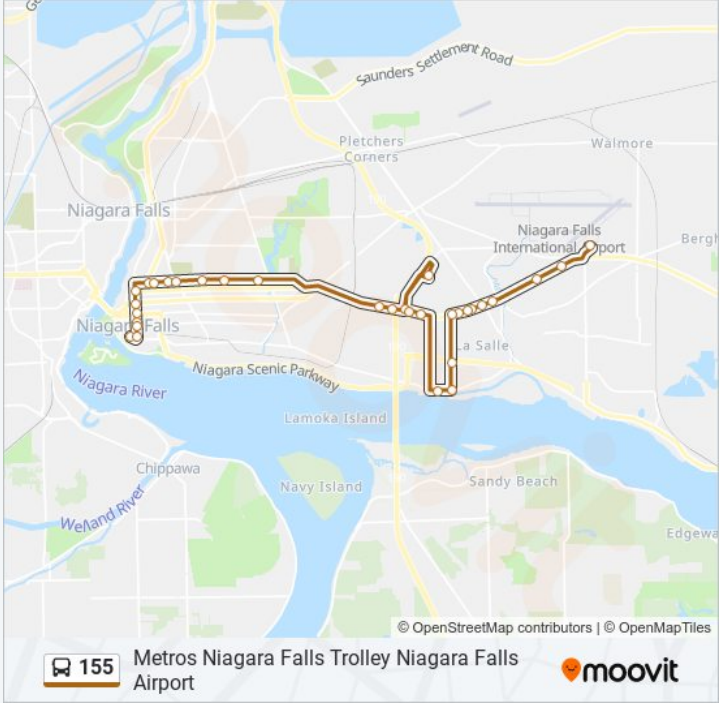 Saunders Settlement Road
Pletchers
Corners
Walmore
Niagara Falls
Niagara Falls
International Airport
Bergh
Niagara Falls
La Salle
Niagara Scenic Parkway
Niagara River
Lamoka Island
Chippawa
Navy Island
Sandy Beach
Welland River
Edgewa
© OpenStreetMap contributors | © OpenMapTiles
155
Metros Niagara Falls Trolley Niagara Falls
Airport
moovit